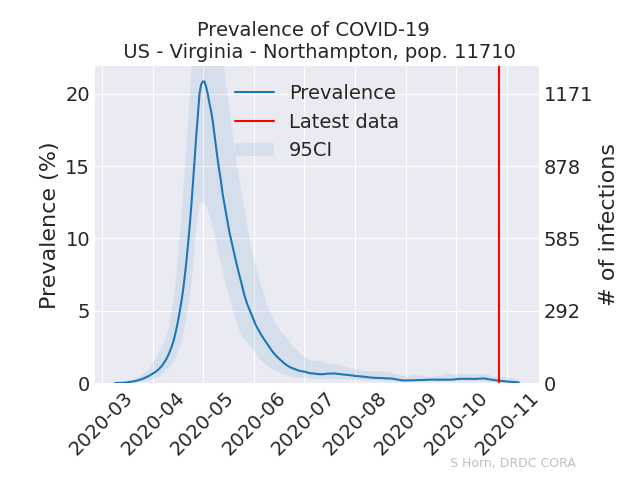 Prevalence of COVID-19
US - Virginia - Northampton, pop. 11710
Prevalence (%)
20
15
10
5
0
Prevalence
Latest data
95CI
1171
878
585
292
0
# of infections
2020-03
2020-04
2020-05
2020-06
2020-07
2020-08
2020-09
2020-10
2020-11
S Horn, DRDC CORA